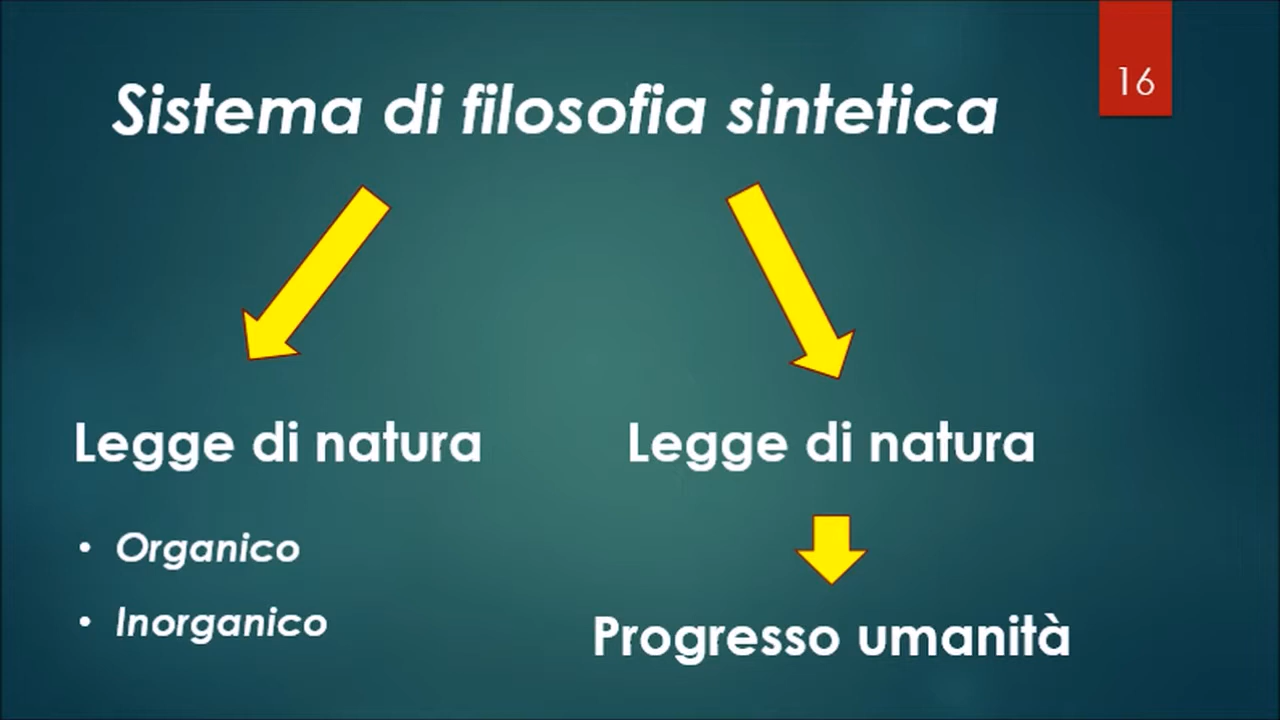 16
Sistema di filosofia sintetica
Legge di natura
Legge di natura
• Organico
• Inorganico
Progresso umanità